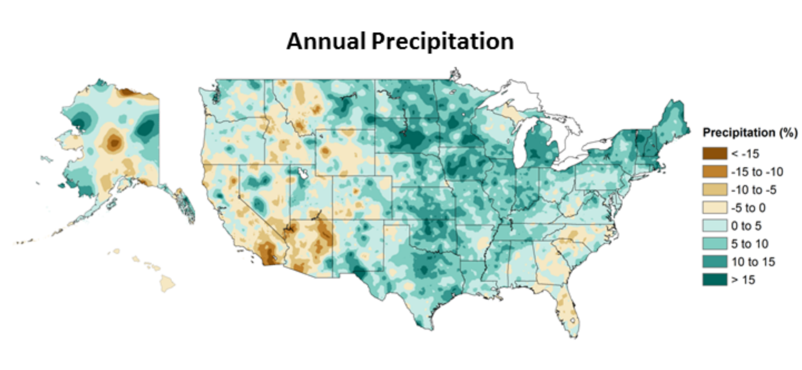 Annual Precipitation
Precipitation (%)
< -15
-15 to -10
-10 to -5
-5 to 0
0 to 5
5 to 10
10 to 15
> 15